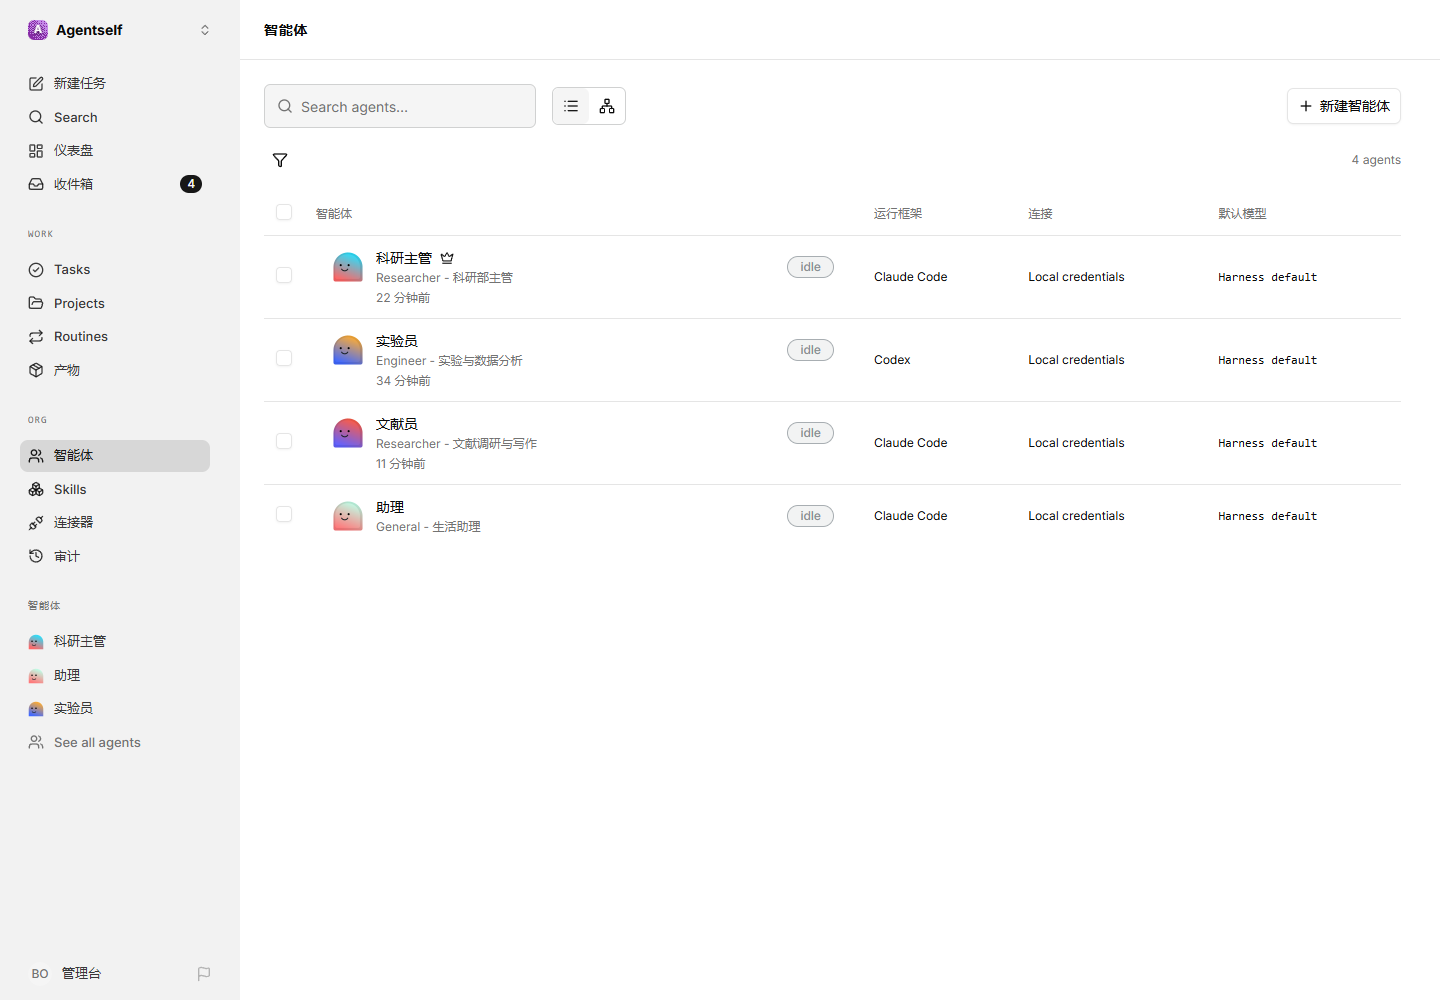 Agentself
新建任务
Search
仪表盘
收件箱 4
WORK
Tasks
Projects
Routines
产物
ORG
智能体
Skills
连接器
审计
智能体
科研主管
助理
实验员
See all agents
BO 管理台
智能体
Search agents...
新建智能体
4 agents
智能体 运行框架 连接 默认模型
科研主管
Researcher - 科研部主管
22 分钟前
idle Claude Code Local credentials Harness default
实验员
Engineer - 实验与数据分析
34 分钟前
idle Codex Local credentials Harness default
文献员
Researcher - 文献调研与写作
11 分钟前
idle Claude Code Local credentials Harness default
助理
General - 生活助理
idle Claude Code Local credentials Harness default